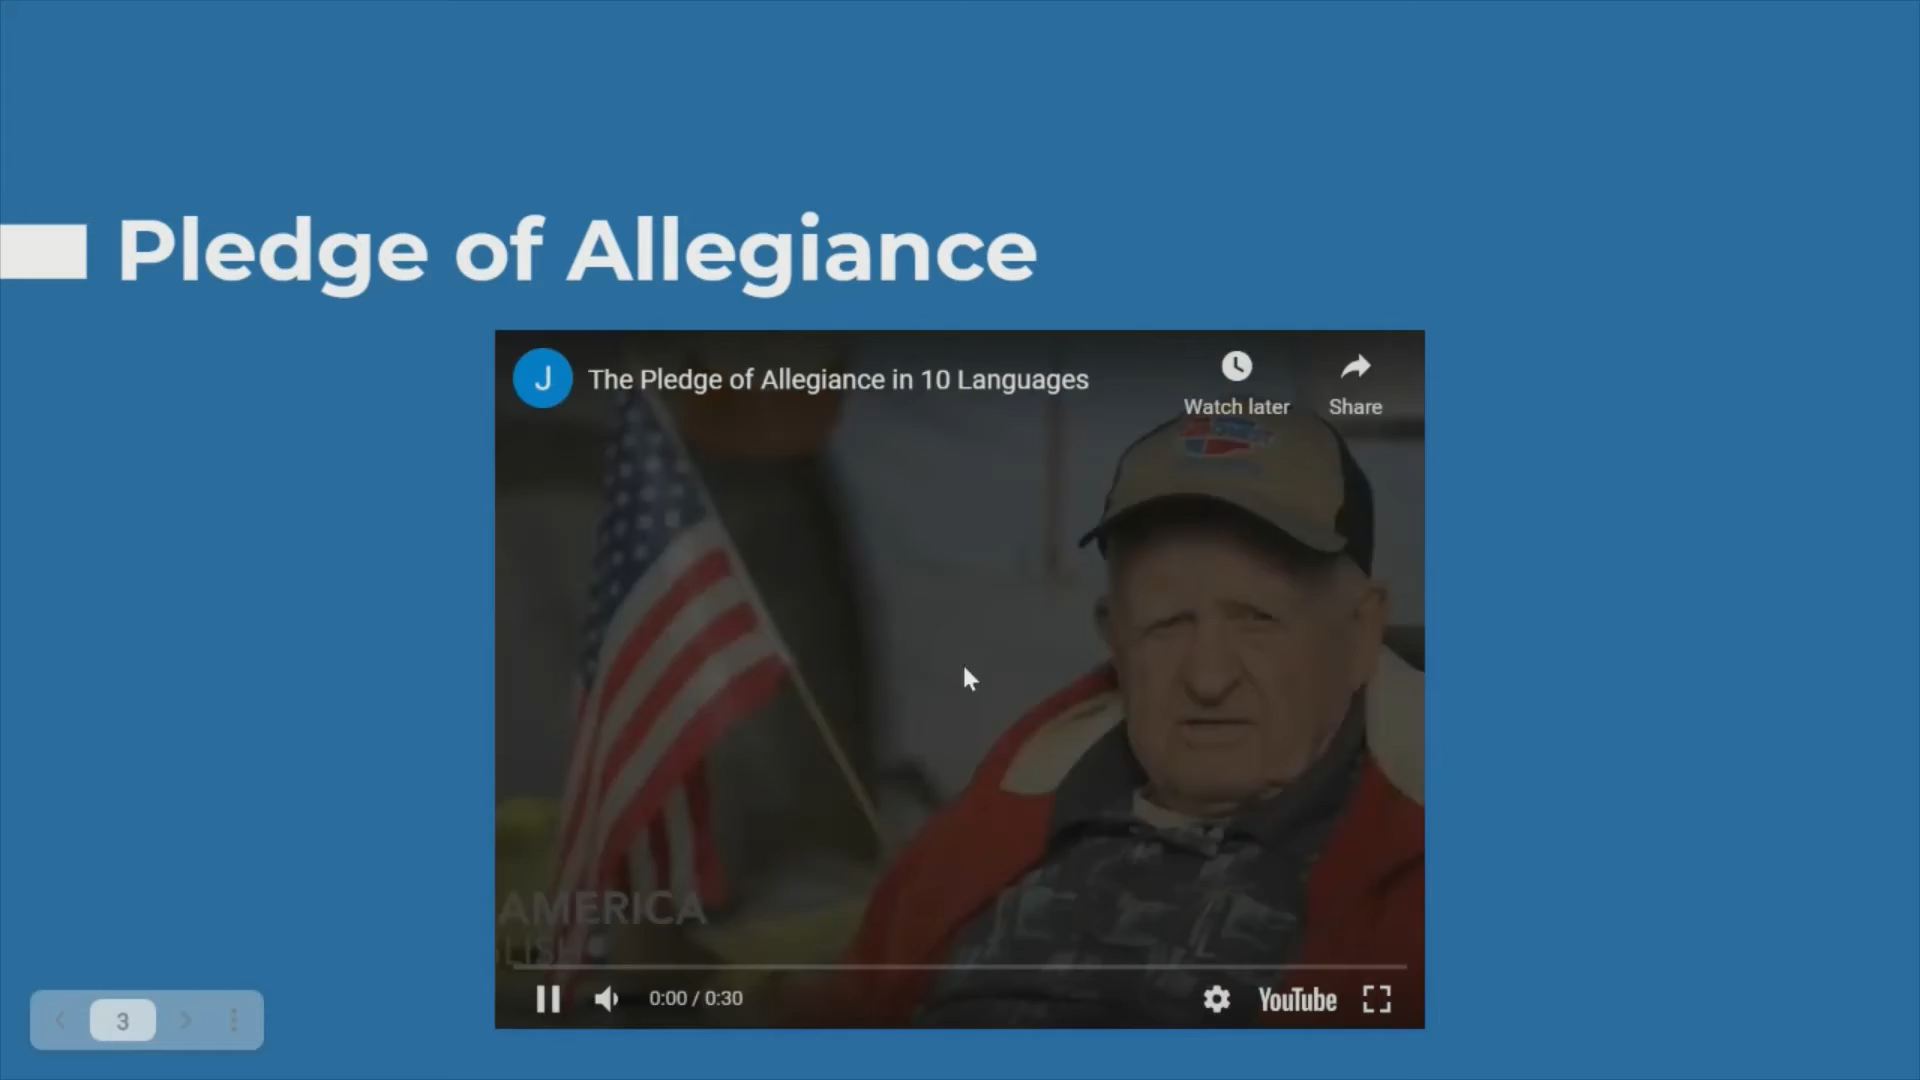 Pledge of Allegiance
J
The Pledge of Allegiance in 10 Languages
Watch later
Share
AMERICA
GLISH
0:00 / 0:30
YouTube
3